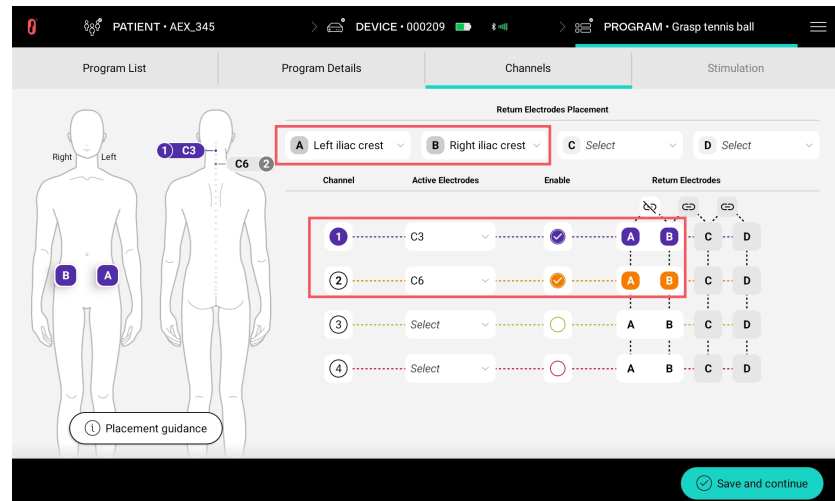 PATIENT • AEX_345
DEVICE • 000209
PROGRAM • Grasp tennis ball
Program List
Program Details
Channels
Stimulation
Return Electrodes Placement
A Left iliac crest
B Right iliac crest
C Select
D Select
Right
Left
1 C3
C6 2
B
A
Channel
Active Electrodes
Enable
Return Electrodes
1 C3 A B C D
2 C6 A B C D
3 Select A B C D
4 Select A B C D
i Placement guidance
Save and continue